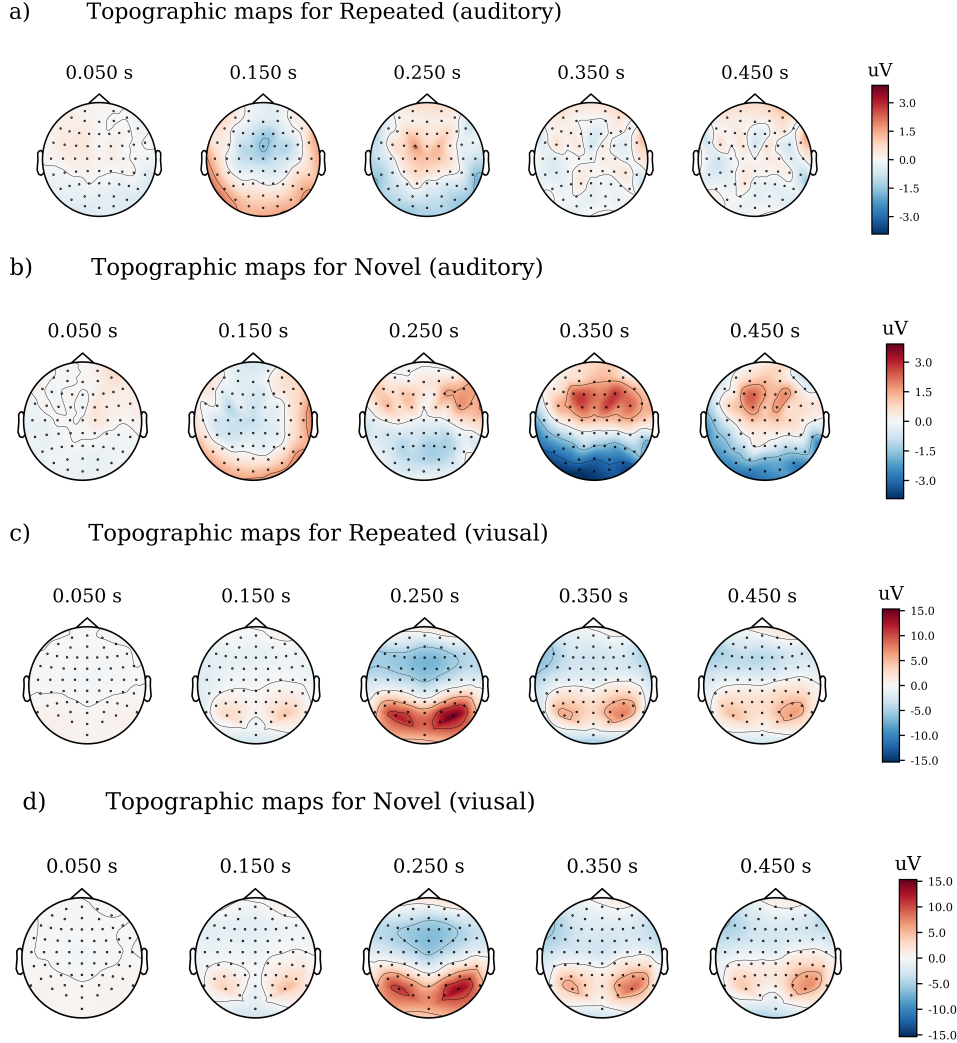 a) Topographic maps for Repeated (auditory)
0.050 s 0.150 s 0.250 s 0.350 s 0.450 s
uV
3.0
1.5
0.0
-1.5
-3.0
b) Topographic maps for Novel (auditory)
0.050 s 0.150 s 0.250 s 0.350 s 0.450 s
uV
3.0
1.5
0.0
-1.5
-3.0
c) Topographic maps for Repeated (viusal)
0.050 s 0.150 s 0.250 s 0.350 s 0.450 s
uV
15.0
10.0
5.0
0.0
-5.0
-10.0
-15.0
d) Topographic maps for Novel (viusal)
0.050 s 0.150 s 0.250 s 0.350 s 0.450 s
uV
15.0
10.0
5.0
0.0
-5.0
-10.0
-15.0